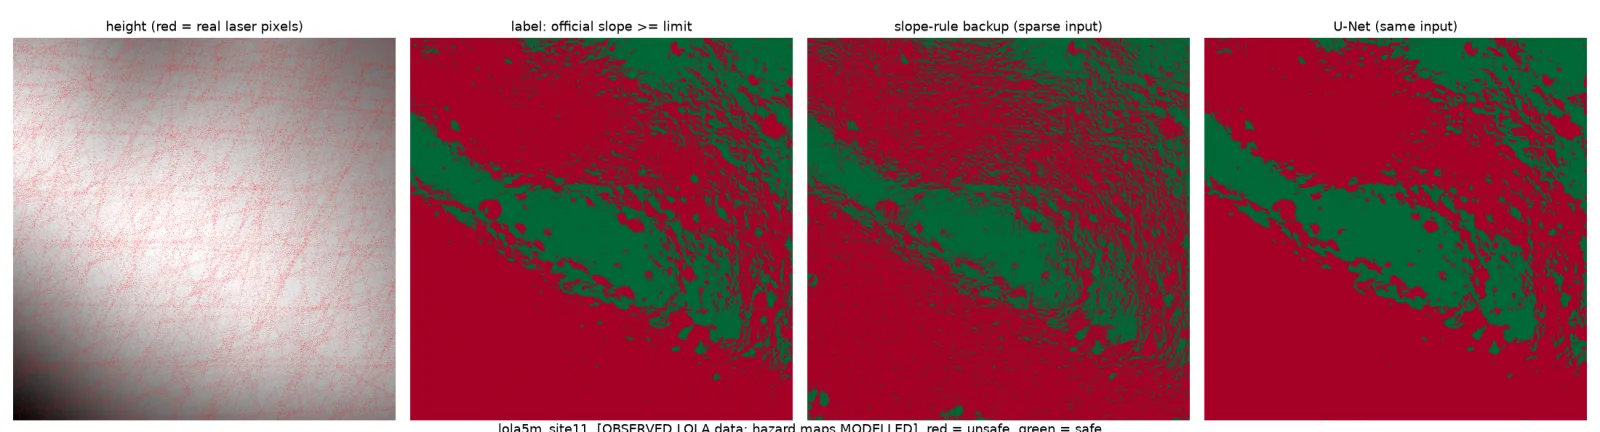 height (red = real laser pixels)
label: official slope >= limit
slope-rule backup (sparse input)
U-Net (same input)
lola5m_site11 [OBSERVED LOLA data; hazard maps MODELLED] red = unsafe green = safe